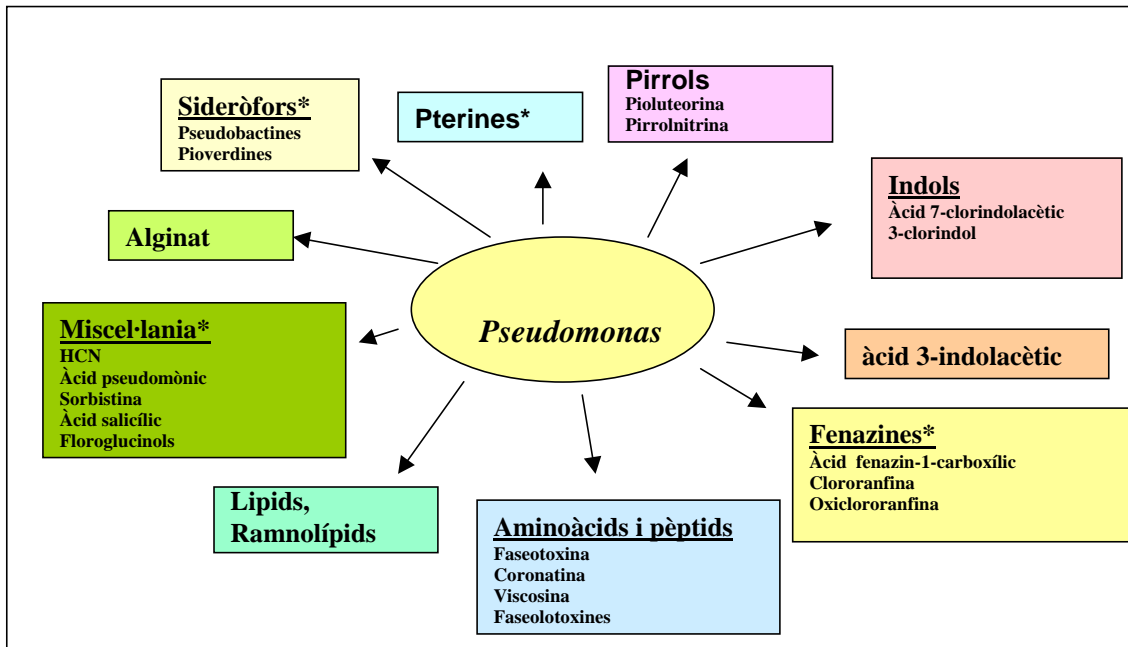 Sideròfors*
Pseudobactines
Pioverdines
Pterines*
Pirrols
Pioluteorina
Pirrolnitrina
Indols
Àcid 7-clorindolacètic
3-clorindol
Alginat
Pseudomonas
Miscel·lania*
HCN
Àcid pseudomònic
Sorbistina
Àcid salicílic
Floroglucinols
àcid 3-indolacètic
Fenazines*
Àcid fenazin-1-carboxílic
Clororanfina
Oxiclororanfina
Lipids,
Ramnolípids
Aminoàcids i pèptids
Faseotoxina
Coronatina
Viscosina
Faseolotoxines